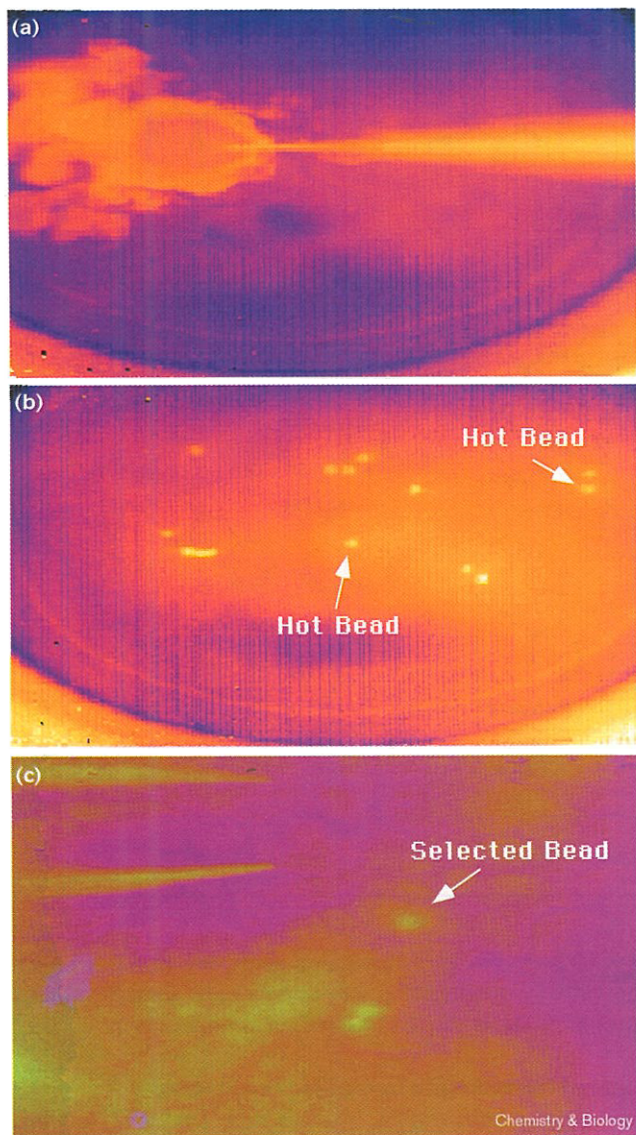 (a)
(b)
Hot Bead
Hot Bead
(c)
Selected Bead
Chemistry & Biology